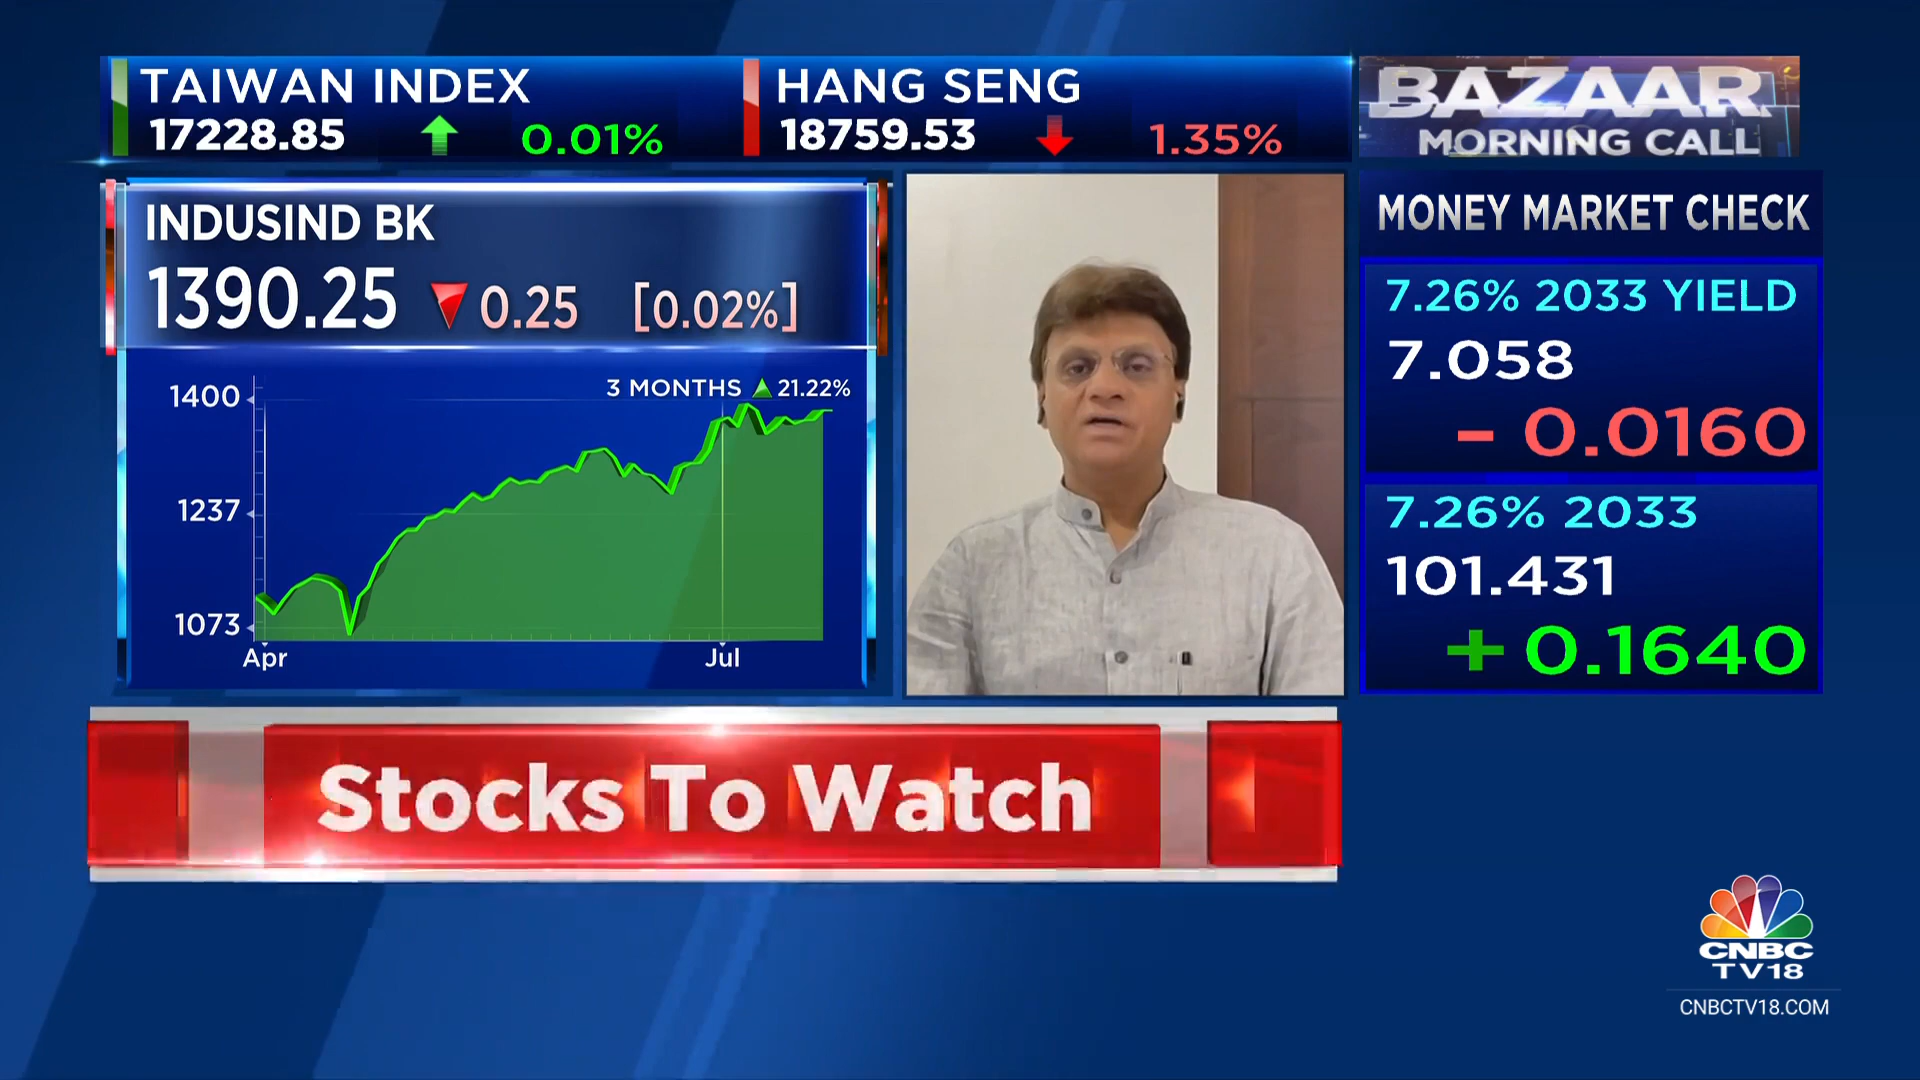 TAIWAN INDEX
17228.85 0.01%
HANG SENG
18759.53 1.35%
BAZAAR
MORNING CALL
INDUSIND BK
1390.25 0.25 [0.02%]
3 MONTHS 21.22%
1400
1237
1073
Apr Jul
MONEY MARKET CHECK
7.26% 2033 YIELD
7.058
- 0.0160
7.26% 2033
101.431
+ 0.1640
Stocks To Watch
CNBC
TV18
CNBCTV18.COM